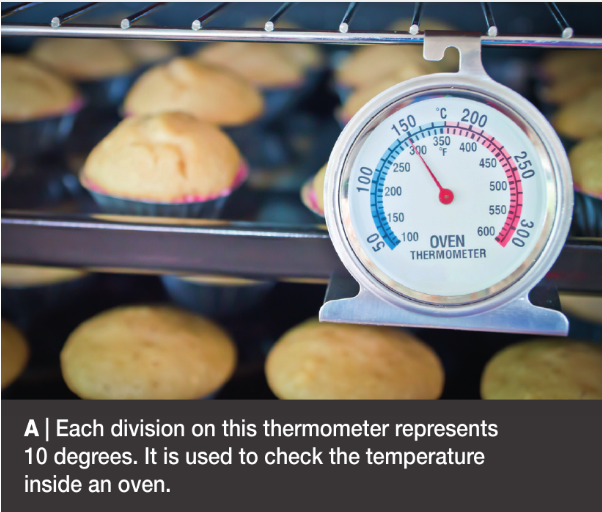 °C
50
100
150
200
250
300
°F
100
150
200
250
300
350
400
450
500
550
600
OVEN
THERMOMETER
A | Each division on this thermometer represents
10 degrees. It is used to check the temperature
inside an oven.